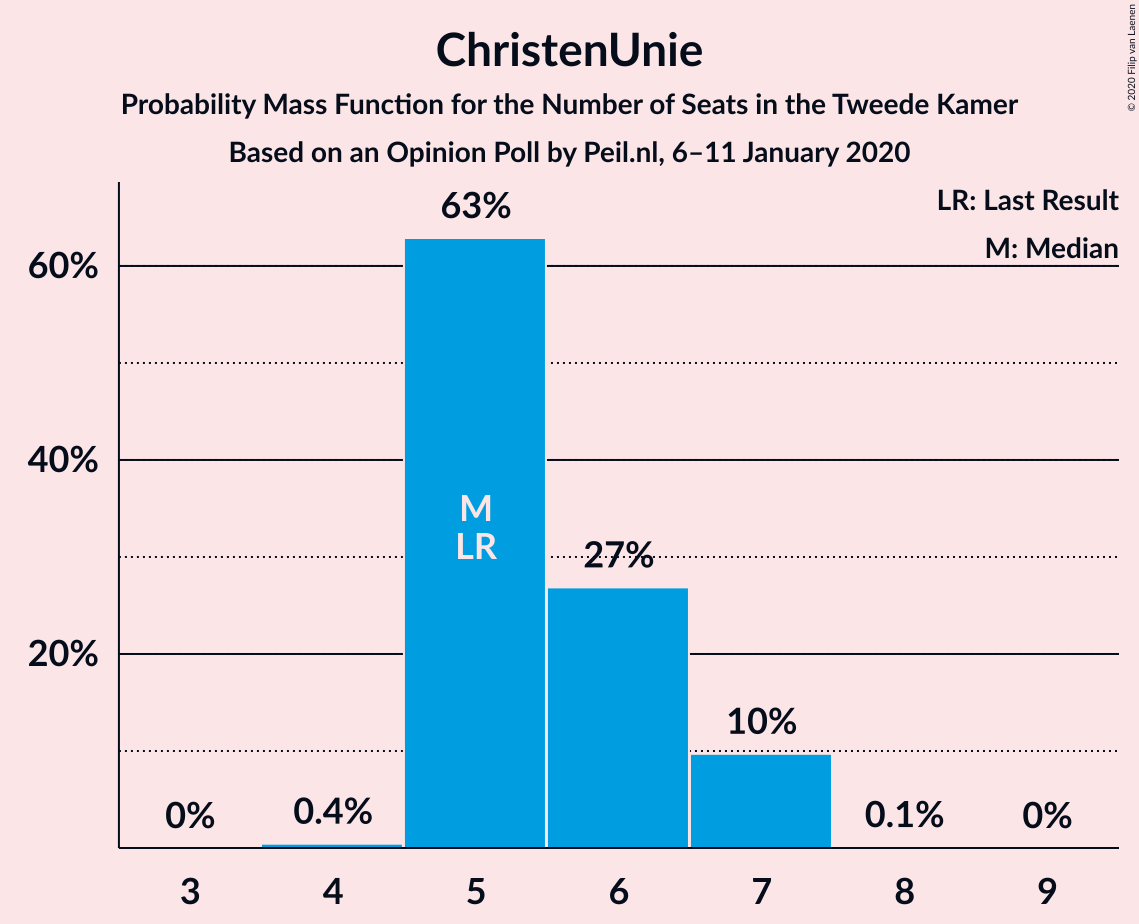 ChristenUnie
Probability Mass Function for the Number of Seats in the Tweede Kamer
Based on an Opinion Poll by Peil.nl, 6–11 January 2020
© 2020 Filip van Laenen
LR: Last Result
M: Median
60%
40%
20%
0%
0.4%
63%
27%
10%
0.1%
0%
M
LR
3
4
5
6
7
8
9